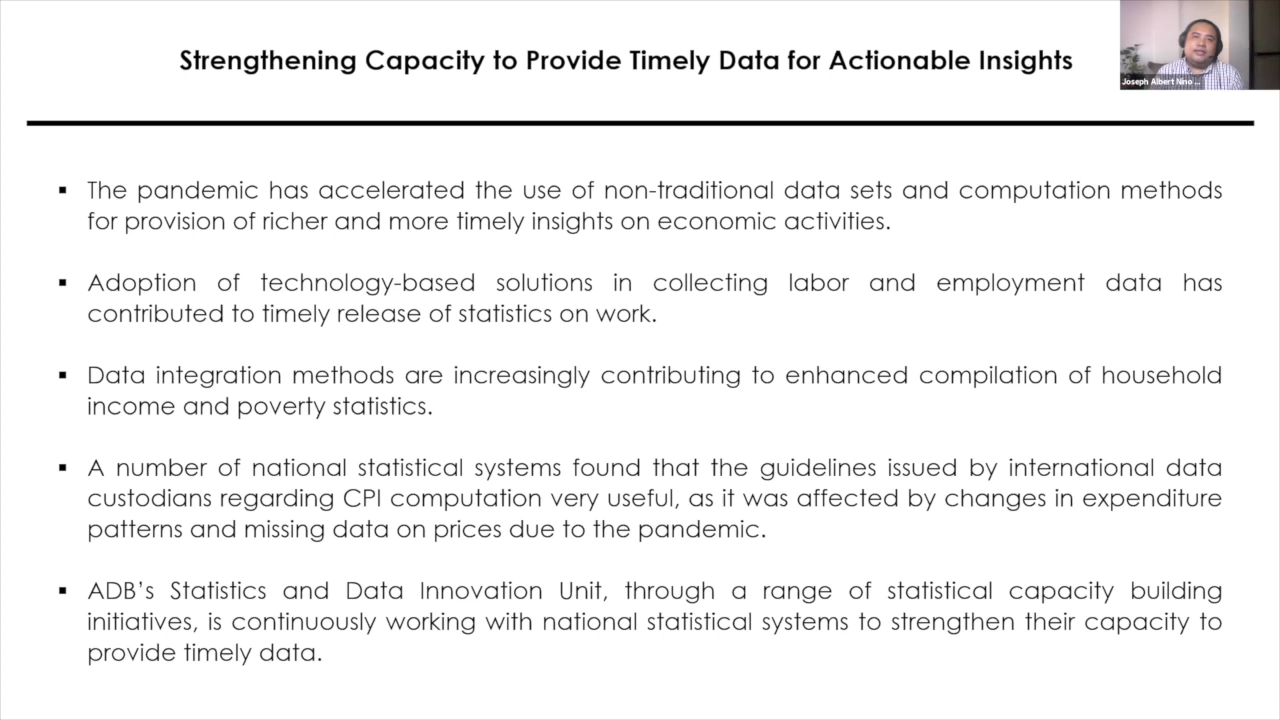 Strengthening Capacity to Provide Timely Data for Actionable Insights
Joseph Albert Nino ...
▪ The pandemic has accelerated the use of non-traditional data sets and computation methods
for provision of richer and more timely insights on economic activities.
▪ Adoption of technology-based solutions in collecting labor and employment data has
contributed to timely release of statistics on work.
▪ Data integration methods are increasingly contributing to enhanced compilation of household
income and poverty statistics.
▪ A number of national statistical systems found that the guidelines issued by international data
custodians regarding CPI computation very useful, as it was affected by changes in expenditure
patterns and missing data on prices due to the pandemic.
▪ ADB’s Statistics and Data Innovation Unit, through a range of statistical capacity building
initiatives, is continuously working with national statistical systems to strengthen their capacity to
provide timely data.